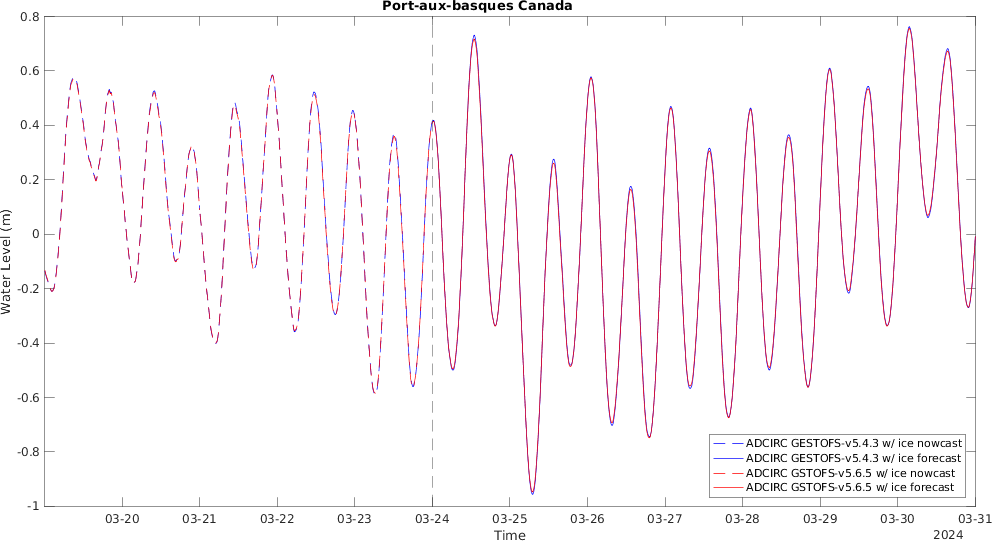 Port-aux-basques Canada
0.8
0.6
0.4
0.2
0
-0.2
-0.4
-0.6
-0.8
-1
Water Level (m)
ADCIRC GESTOFS-v5.4.3 w/ ice nowcast
ADCIRC GESTOFS-v5.4.3 w/ ice forecast
ADCIRC GSTOFS-v5.6.5 w/ ice nowcast
ADCIRC GSTOFS-v5.6.5 w/ ice forecast
03-20 03-21 03-22 03-23 03-24 03-25 03-26 03-27 03-28 03-29 03-30 03-31
Time
2024